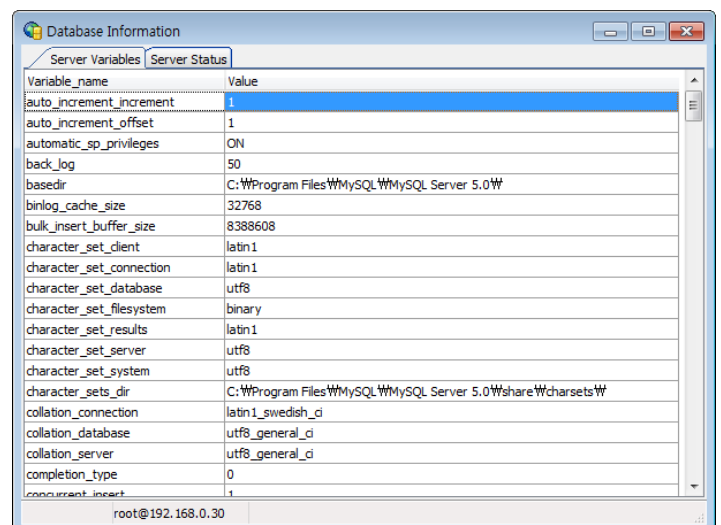 Database Information
Server Variables Server Status
Variable_name Value
auto_increment_increment 1
auto_increment_offset 1
automatic_sp_privileges ON
back_log 50
basedir C:₩Program Files₩MySQL₩MySQL Server 5.0₩
binlog_cache_size 32768
bulk_insert_buffer_size 8388608
character_set_client latin1
character_set_connection latin1
character_set_database utf8
character_set_filesystem binary
character_set_results latin1
character_set_server utf8
character_set_system utf8
character_sets_dir C:₩Program Files₩MySQL₩MySQL Server 5.0₩share₩charsets₩
collation_connection latin1_swedish_ci
collation_database utf8_general_ci
collation_server utf8_general_ci
completion_type 0
concurrent_insert 1
root@192.168.0.30